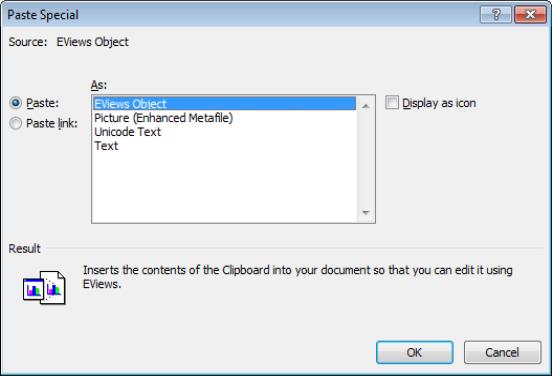 Paste Special
Source: EViews Object
As:
Paste:
Paste link:
EViews Object
Picture (Enhanced Metafile)
Unicode Text
Text
Display as icon
Result
Inserts the contents of the Clipboard into your document so that you can edit it using
EViews.
OK
Cancel